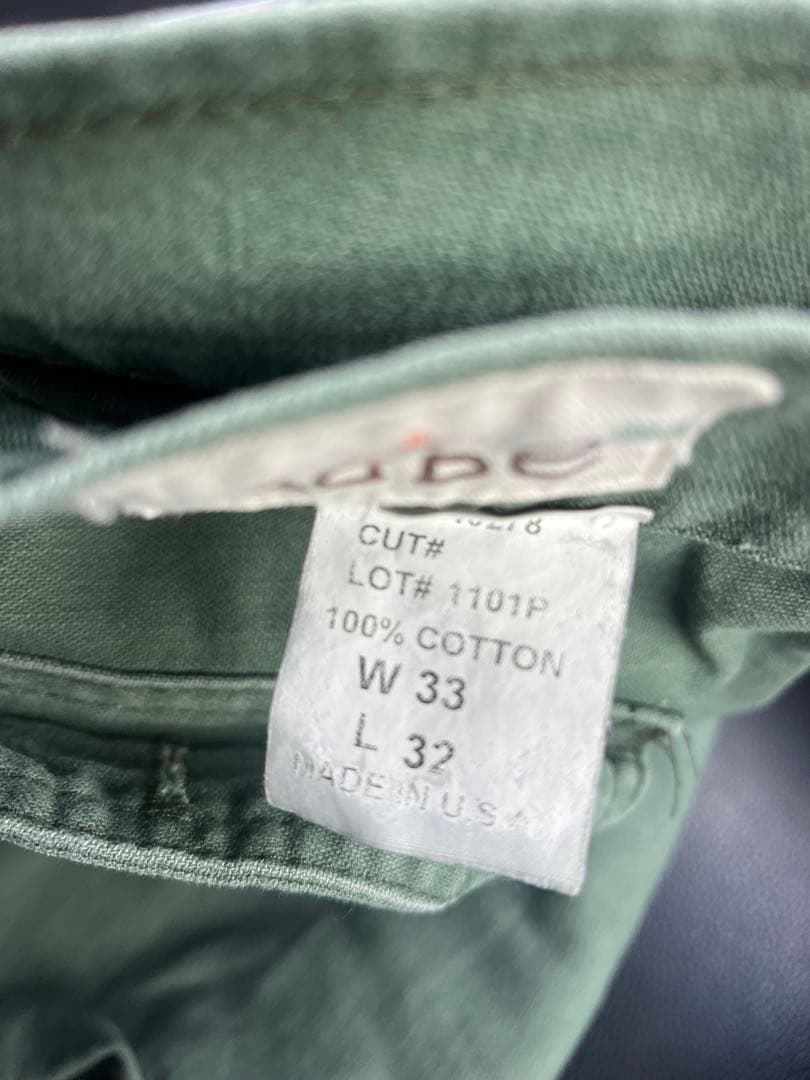 CUT#
LOT# 1101P
100% COTTON
W 33
L 32
MADE IN U.S.A